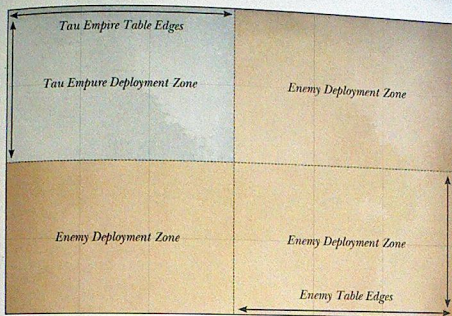 Tau Empire Table Edges
Tau Empure Deployment Zone
Enemy Deployment Zone
Enemy Deployment Zone
Enemy Deployment Zone
Enemy Table Edges